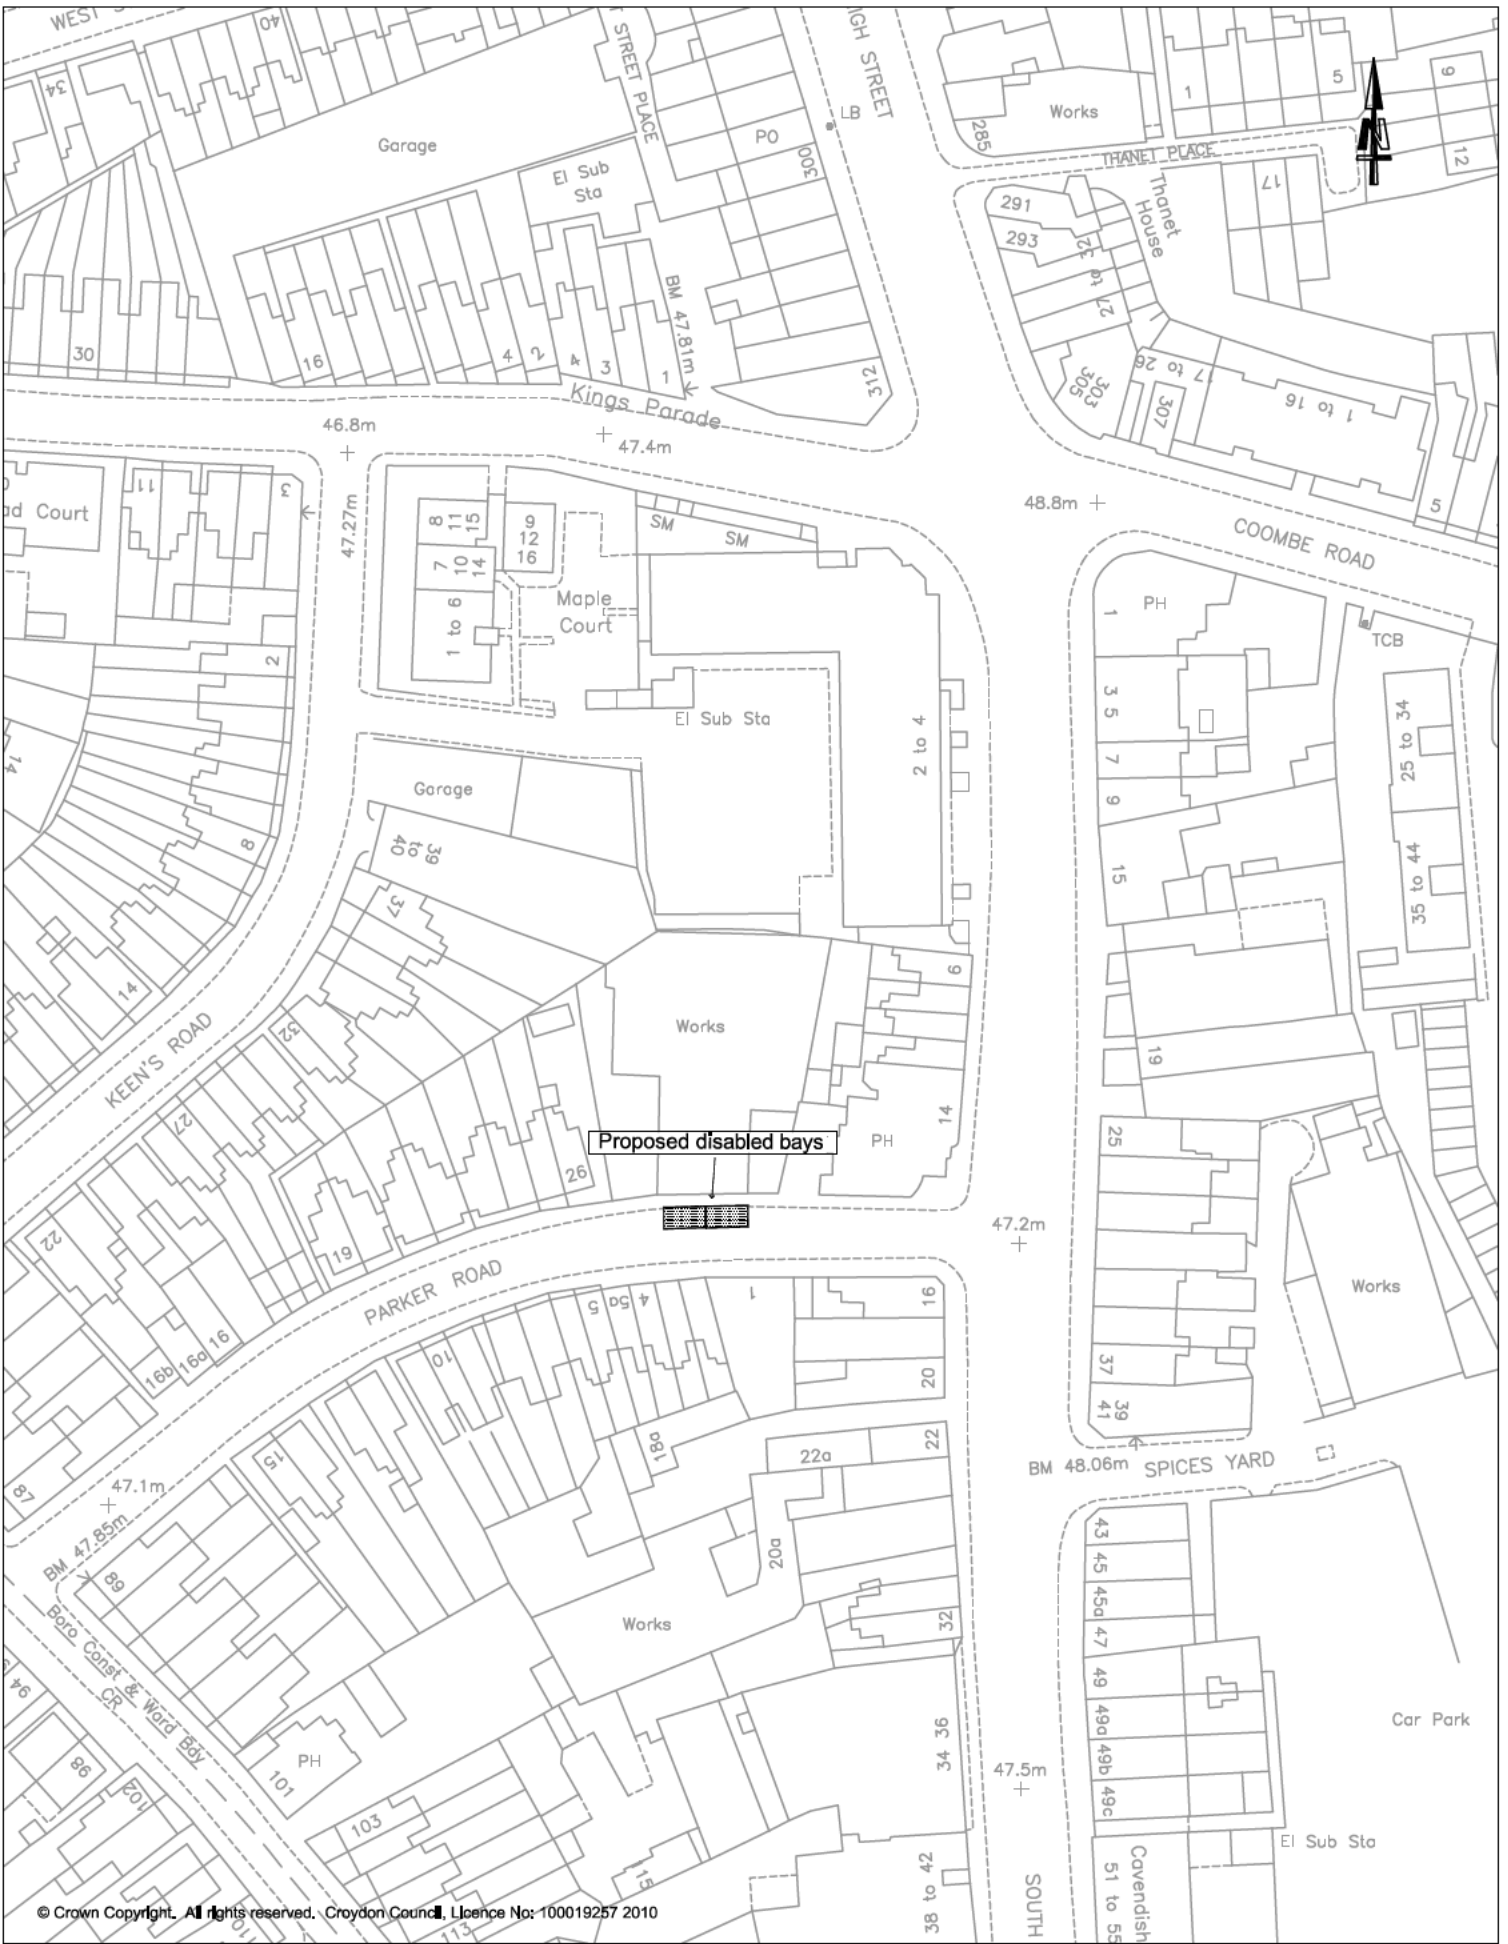 WEST S
40
34
Garage
T STREET PLACE
El Sub
Sta
PO
300
LB
IGH STREET
285
Works
1
5
9
12
THANET PLACE
N
17
Thanet
House
291
293
27 to 32
30
16
4
2
4
3
1
BM 47.81m
312
Kings Parade
303
305
307
17 to 26
1 to 16
5
46.8m
47.4m
48.8m
COOMBE ROAD
ad Court
11
3
47.27m
8
11
15
9
12
16
7
10
14
1 to 6
Maple
Court
SM
SM
PH
1
TCB
2
3 5
El Sub Sta
2 to 4
7
9
25 to 34
14
Garage
39
to
40
8
15
35 to 44
37
14
6
KEEN'S ROAD
32
Works
19
27
14
PH
25
Proposed disabled bays
26
22
19
47.2m
PARKER ROAD
Works
1
4
5a
5
16
16
16a
16b
10
20
37
39
41
18a
22a
22
BM 48.06m
SPICES YARD
15
87
47.1m
BM 47.85m
89
20a
43
45
45a
47
Boro Const & Ward Bdy
CR
Works
32
49
94
49a
Car Park
34 36
PH
101
98
102
49b
47.5m
49c
103
El Sub Sta
115
38 to 42
SOUTH
51 to 55
Cavendish
113
© Crown Copyright. All rights reserved. Croydon Council, Licence No: 100019257 2010